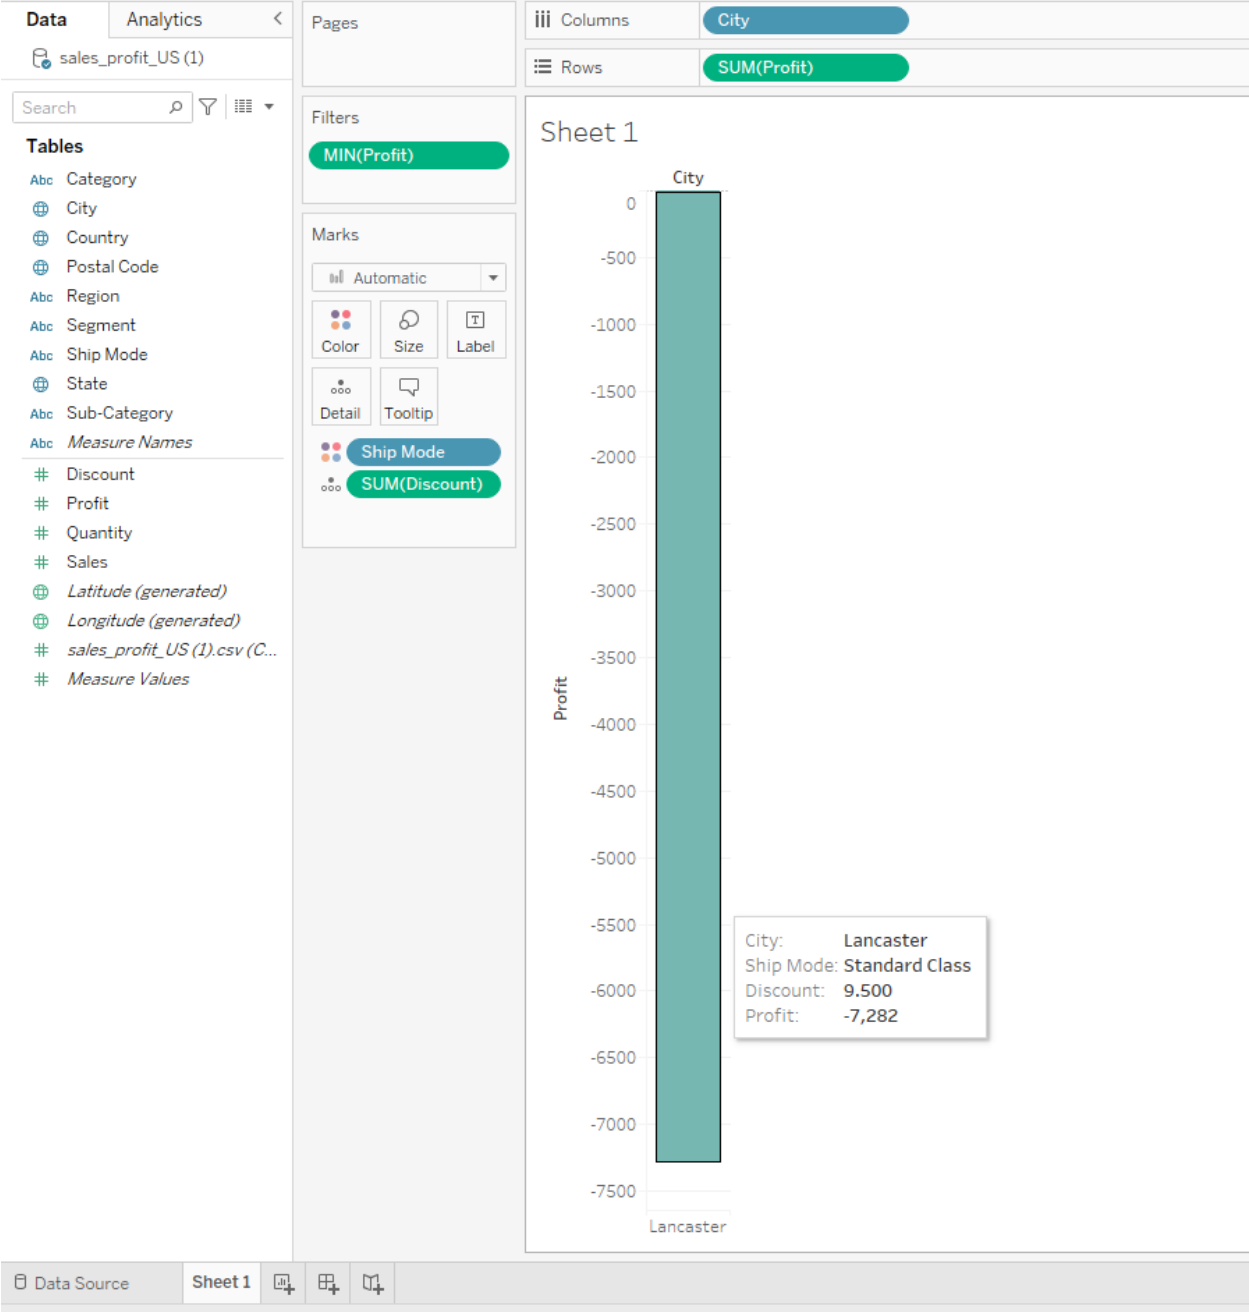 Data
Analytics
sales_profit_US (1)
Search
Tables
Abc Category
City
Country
Postal Code
Abc Region
Abc Segment
Abc Ship Mode
State
Abc Sub-Category
Abc Measure Names
# Discount
# Profit
# Quantity
# Sales
Latitude (generated)
Longitude (generated)
# sales_profit_US (1).csv (C...
# Measure Values
Pages
Filters
MIN(Profit)
Marks
Automatic
Color
Size
T
Label
Detail
Tooltip
Ship Mode
SUM(Discount)
Columns
City
Rows
SUM(Profit)
Sheet 1
City
0
-500
-1000
-1500
-2000
-2500
-3000
-3500
-4000
-4500
-5000
-5500
-6000
-6500
-7000
-7500
Profit
Lancaster
City: Lancaster
Ship Mode: Standard Class
Discount: 9.500
Profit: -7,282
Data Source
Sheet 1